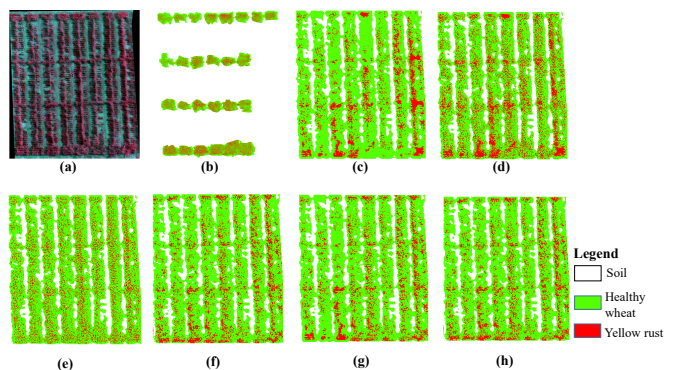 (a)
(b)
(c)
(d)
(e)
(f)
(g)
(h)
Legend
Soil
Healthy
wheat
Yellow rust